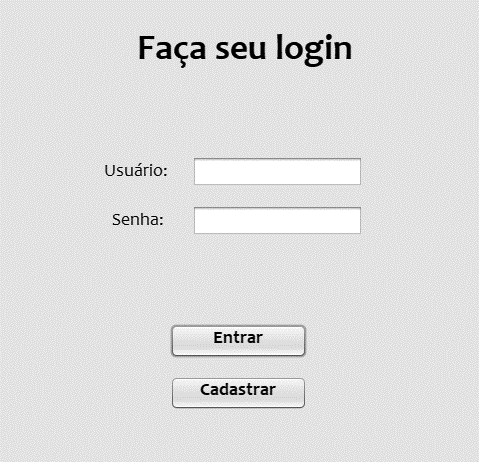 Faça seu login
Usuário:
Senha:
Entrar
Cadastrar